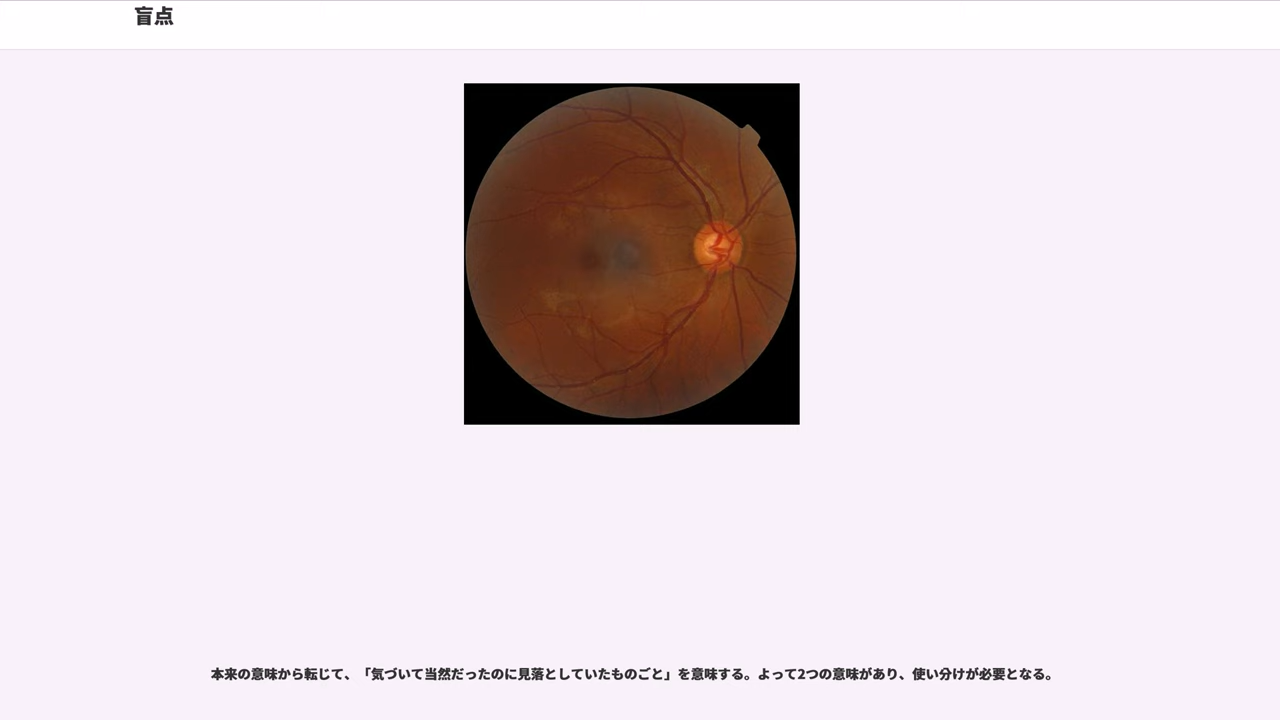 盲点
本来の意味から転じて、「気づいて当然だったのに見落としていたものごと」を意味する。よって2つの意味があり、使い分けが必要となる。